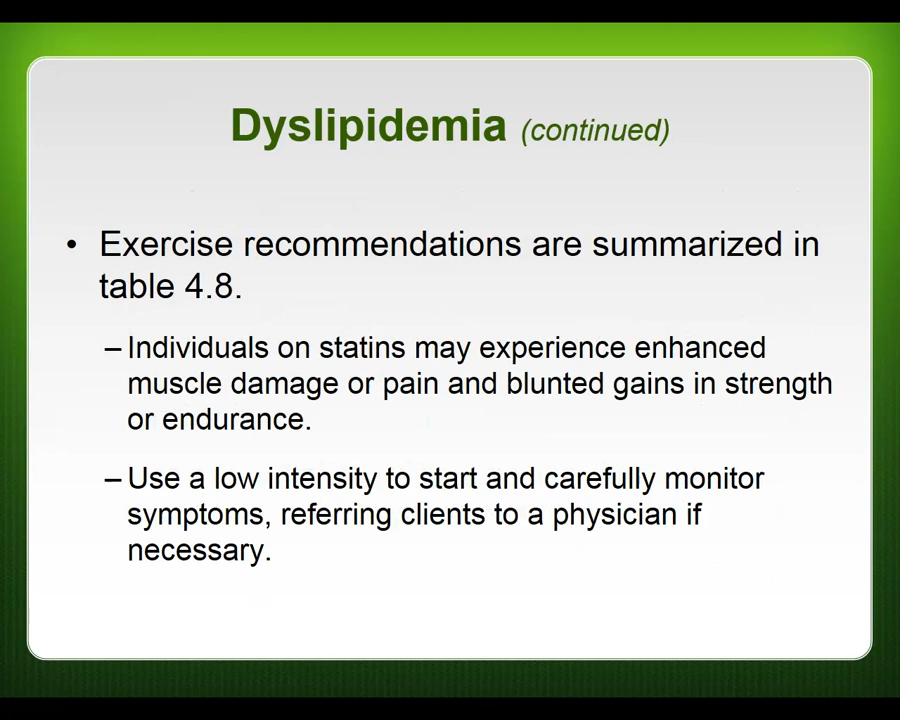 Dyslipidemia (continued)
• Exercise recommendations are summarized in
table 4.8.
– Individuals on statins may experience enhanced
muscle damage or pain and blunted gains in strength
or endurance.
– Use a low intensity to start and carefully monitor
symptoms, referring clients to a physician if
necessary.